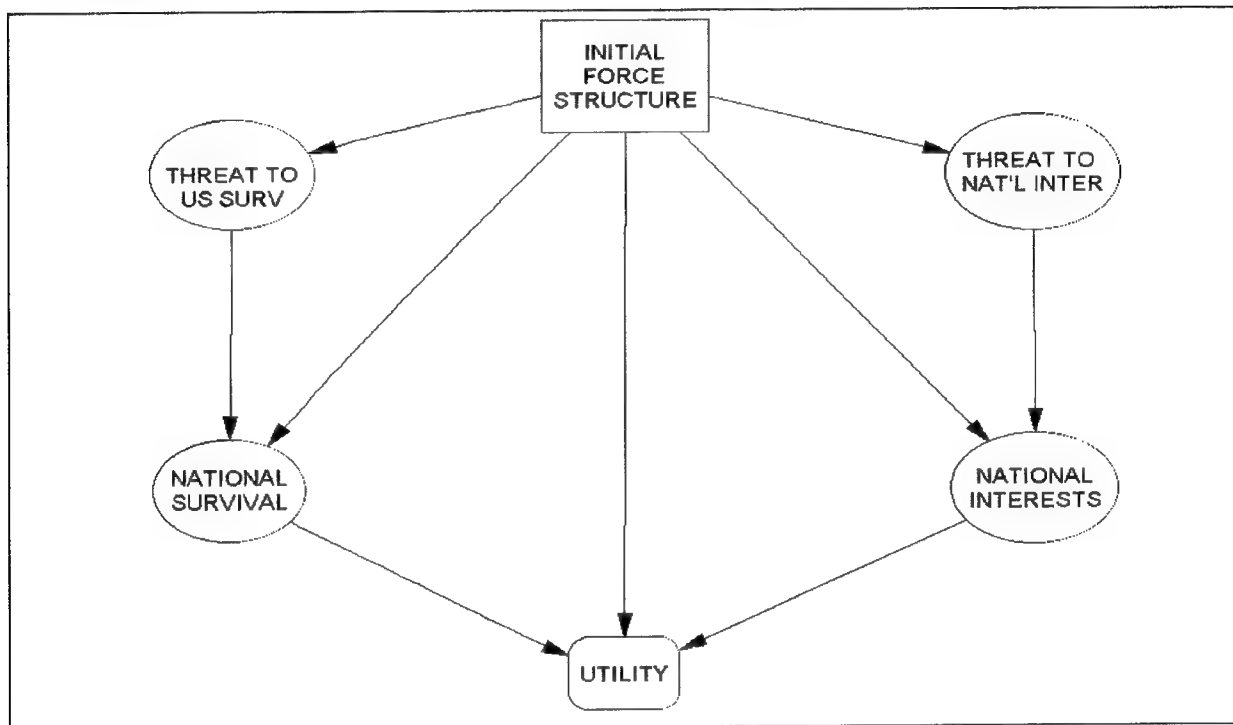 INITIAL
FORCE
STRUCTURE
THREAT TO
US SURV
THREAT TO
NAT'L INTER
NATIONAL
SURVIVAL
NATIONAL
INTERESTS
UTILITY